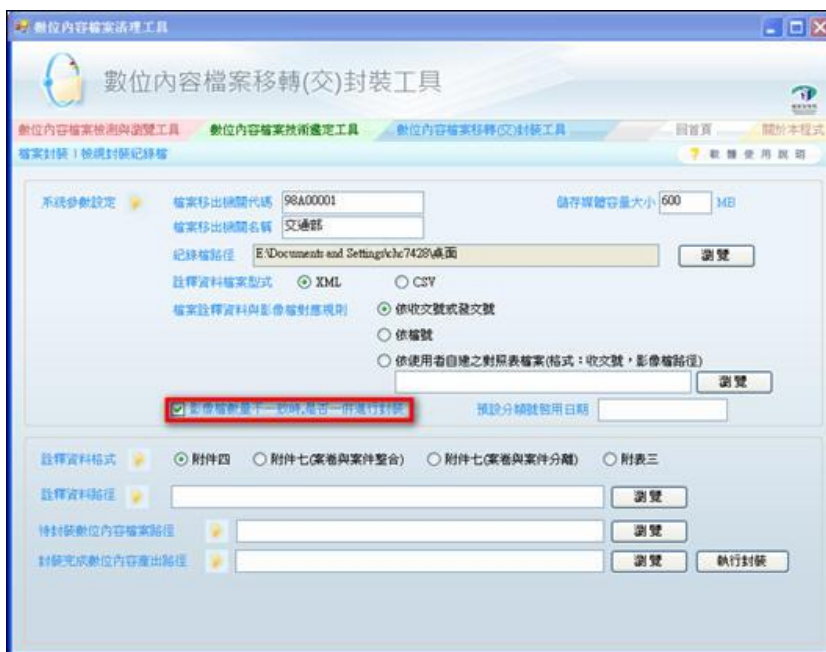 數位內容檔案清理工具
數位內容檔案移轉(交)封裝工具
數位內容檔案檢測與瀏覽工具 數位內容檔案技術鑑定工具 數位內容檔案移轉(交)封裝工具 回首頁 關於本程式
檔案封裝 | 檢視封裝紀錄檔 ? 軟體使用說明
系統參數設定 檔案移出機關代碼 98A00001 儲存媒體容量大小 600 MB
檔案移出機關名稱 交通部
紀錄檔路徑 E:\Documents and Settings\chc7428\桌面 瀏覽
詮釋資料檔案型式 XML CSV
檔案詮釋資料與影像檔對應規則 依收文號或發文號
依檔號
依使用者自建之對照表檔案(格式：收文號，影像檔路徑)
瀏覽
影像檔數量不一致時,是否一併進行封裝 預設分類號啟用日期
詮釋資料格式 附件四 附件七(案卷與案件整合) 附件七(案卷與案件分離) 附表三
詮釋資料路徑 瀏覽
待封裝數位內容檔案路徑 瀏覽
封裝完成數位內容產出路徑 瀏覽 執行封裝